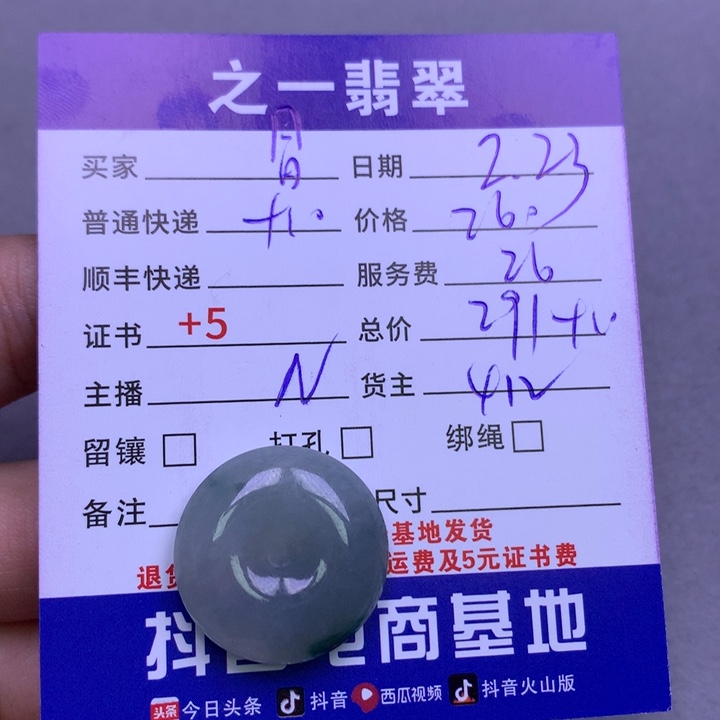 之一翡翠
买家 日期 2.23
普通快递 +10 价格 260
顺丰快递 服务费 26
证书 +5 总价 291+10
主播 N 货主 412
留镶 打孔 绑绳
备注 尺寸
基地发货
退 运费及5元证书费
抖 电商基地
头条 今日头条 抖音 西瓜视频 抖音火山版